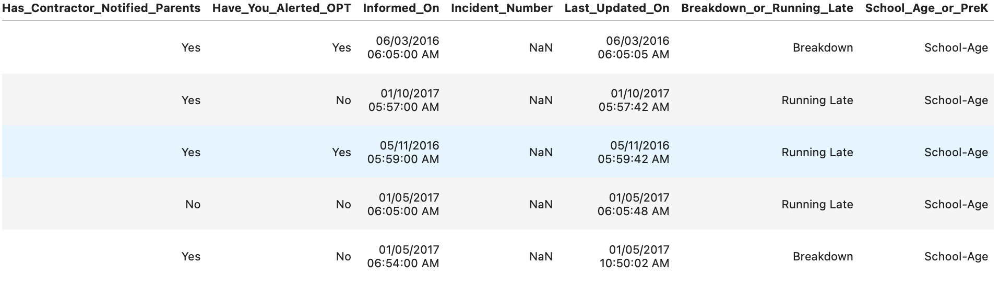 Has_Contractor_Notified_Parents Have_You_Alerted_OPT Informed_On Incident_Number Last_Updated_On Breakdown_or_Running_Late School_Age_or_PreK
06/03/2016 06/03/2016
Yes Yes NaN Breakdown School-Age
06:05:00 AM 06:05:05 AM
01/10/2017 01/10/2017
Yes No NaN Running Late School-Age
05:57:00 AM 05:57:42 AM
05/11/2016 05/11/2016
Yes Yes NaN Running Late School-Age
05:59:00 AM 05:59:42 AM
01/05/2017 01/05/2017
No No NaN Running Late School-Age
06:05:00 AM 06:05:48 AM
01/05/2017 01/05/2017
Yes No NaN Breakdown School-Age
06:54:00 AM 10:50:02 AM